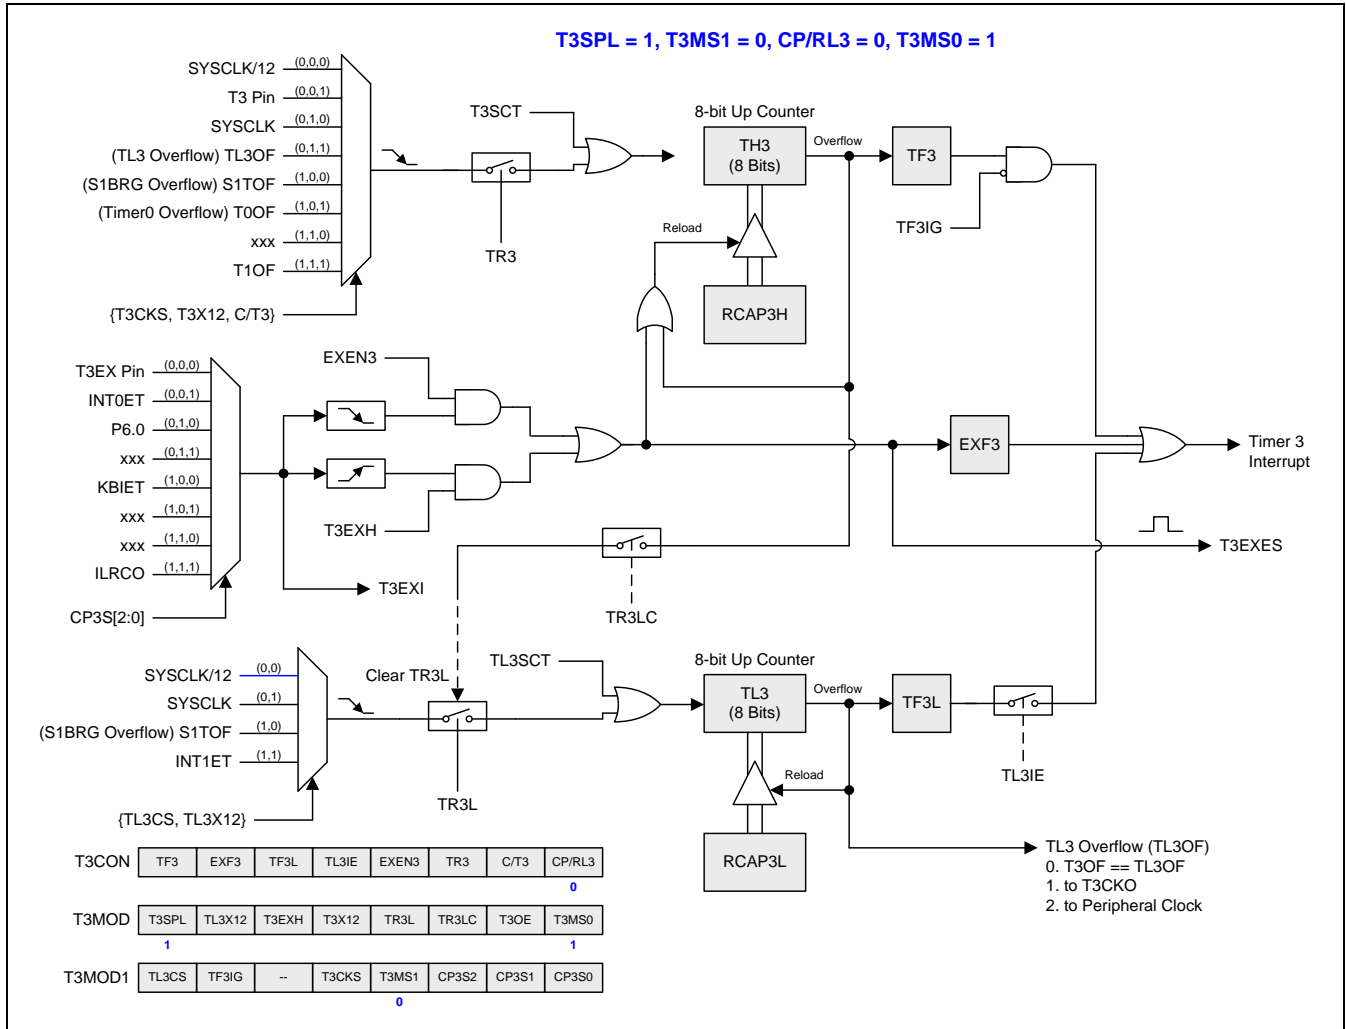 T3SPL = 1, T3MS1 = 0, CP/RL3 = 0, T3MS0 = 1
SYSCLK/12 (0,0,0)
T3 Pin (0,0,1)
SYSCLK (0,1,0)
(TL3 Overflow) TL3OF (0,1,1)
(S1BRG Overflow) S1TOF (1,0,0)
(Timer0 Overflow) T0OF (1,0,1)
xxx (1,1,0)
T1OF (1,1,1)
{T3CKS, T3X12, C/T3}
T3SCT
TR3
8-bit Up Counter
TH3
(8 Bits)
Overflow
TF3
TF3IG
Reload
RCAP3H
T3EX Pin (0,0,0)
INT0ET (0,0,1)
P6.0 (0,1,0)
xxx (0,1,1)
KBIET (1,0,0)
xxx (1,0,1)
xxx (1,1,0)
ILRCO (1,1,1)
CP3S[2:0]
EXEN3
T3EXH
T3EXI
EXF3
Timer 3
Interrupt
T3EXES
TR3LC
SYSCLK/12 (0,0)
SYSCLK (0,1)
(S1BRG Overflow) S1TOF (1,0)
INT1ET (1,1)
{TL3CS, TL3X12}
Clear TR3L
TR3L
TL3SCT
8-bit Up Counter
TL3
(8 Bits)
Overflow
TF3L
TL3IE
Reload
RCAP3L
TL3 Overflow (TL3OF)
0. T3OF == TL3OF
1. to T3CKO
2. to Peripheral Clock
T3CON TF3 EXF3 TF3L TL3IE EXEN3 TR3 C/T3 CP/RL3
0
T3MOD T3SPL TL3X12 T3EXH T3X12 TR3L TR3LC T3OE T3MS0
1 1
T3MOD1 TL3CS TF3IG -- T3CKS T3MS1 CP3S2 CP3S1 CP3S0
0